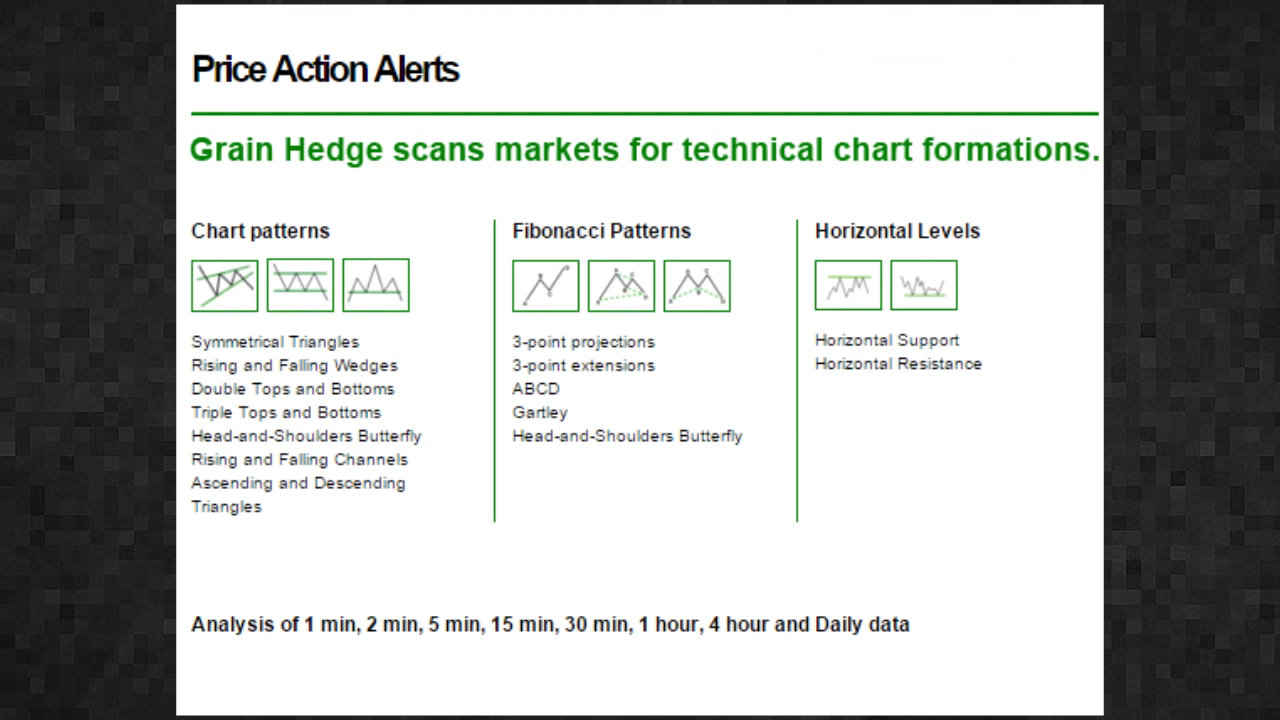 Price Action Alerts
Grain Hedge scans markets for technical chart formations.
Chart patterns
Symmetrical Triangles
Rising and Falling Wedges
Double Tops and Bottoms
Triple Tops and Bottoms
Head-and-Shoulders Butterfly
Rising and Falling Channels
Ascending and Descending
Triangles
Fibonacci Patterns
3-point projections
3-point extensions
ABCD
Gartley
Head-and-Shoulders Butterfly
Horizontal Levels
Horizontal Support
Horizontal Resistance
Analysis of 1 min, 2 min, 5 min, 15 min, 30 min, 1 hour, 4 hour and Daily data